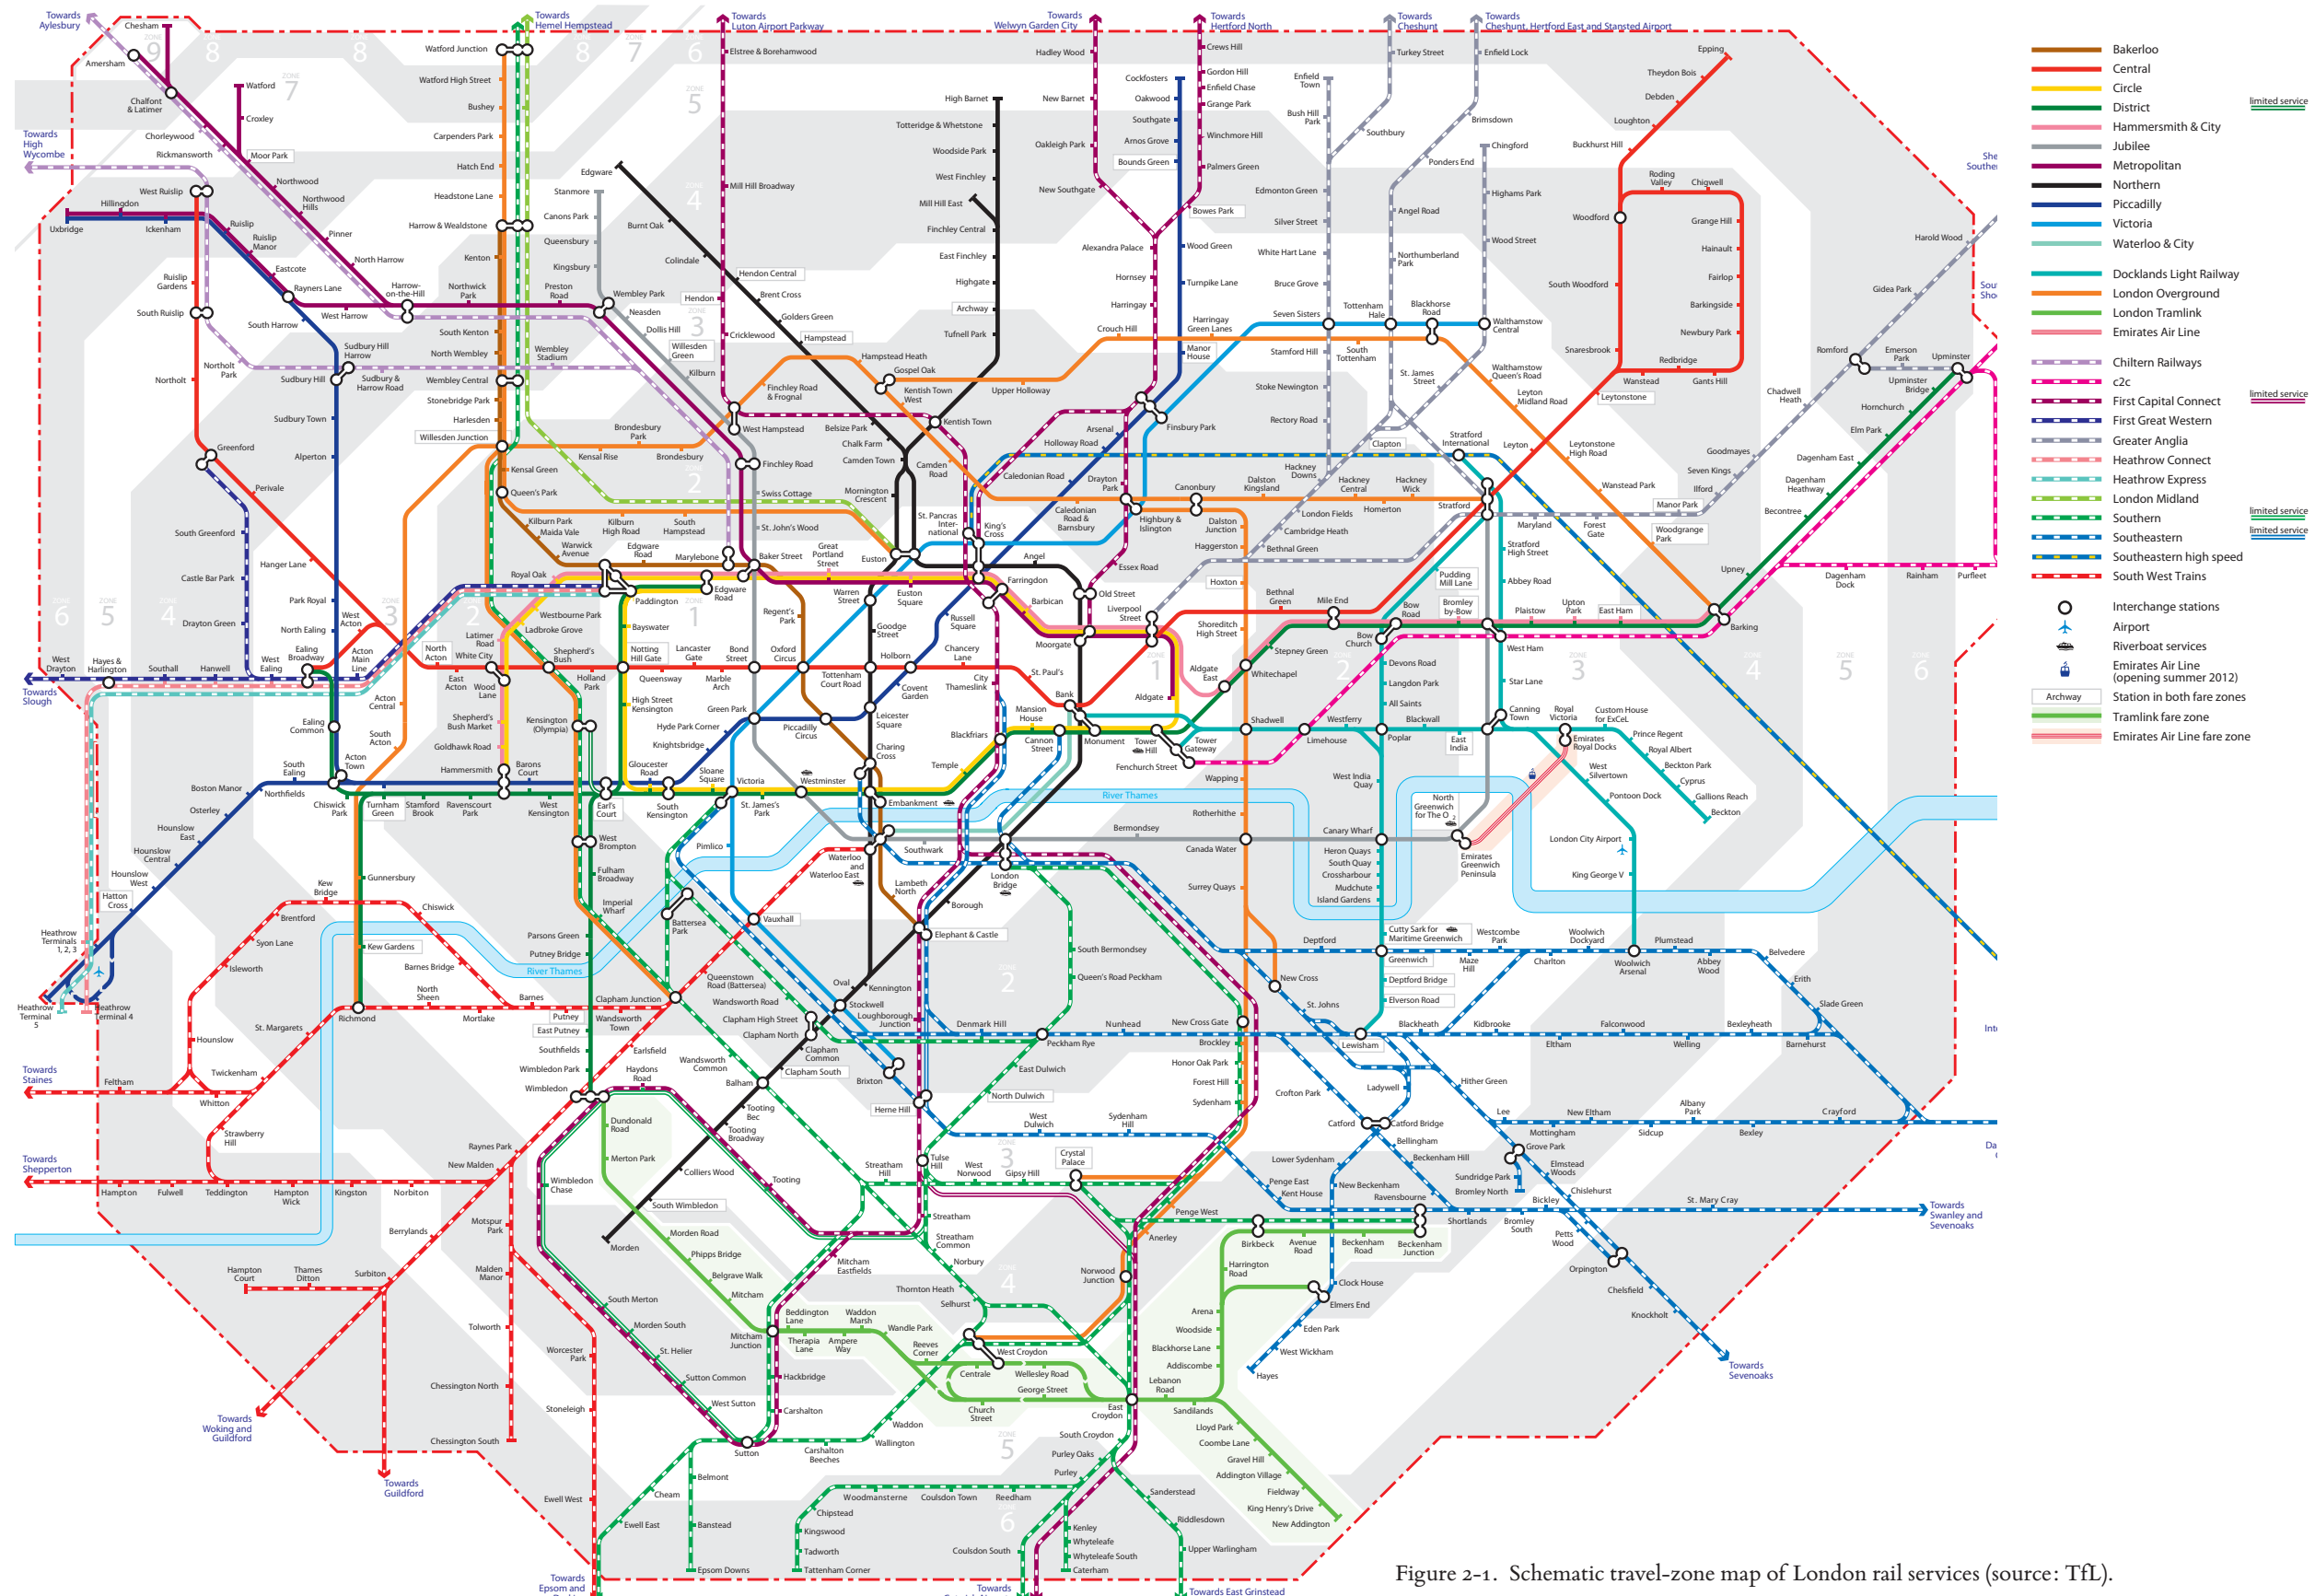 Towards
Aylesbury
Chesham
Towards
Hemel Hempstead
Towards
Luton Airport Parkway
Towards
Welwyn Garden City
Towards
Hertford North
Towards
Cheshunt
Towards
Cheshunt, Hertford East and Stansted Airport
Amersham
Chalfont
& Latimer
Watford
Croxley
Chorleywood
Rickmansworth
Moor Park
Northwood
Northwood
Hills
Pinner
North Harrow
Harrow-
on-the-Hill
Northwick
Park
Preston
Road
Wembley Park
Towards
High
Wycombe
West Ruislip
Hillingdon
Uxbridge
Ickenham
Ruislip
Ruislip
Manor
Eastcote
Rayners Lane
West Harrow
South Harrow
Ruislip
Gardens
South Ruislip
Northolt
Northolt
Park
Sudbury Hill
Harrow
Sudbury Hill
Sudbury &
Harrow Road
Sudbury Town
Alperton
Greenford
Perivale
Hanger Lane
South Greenford
Castle Bar Park
Drayton Green
Park Royal
North Ealing
West
Acton
Watford Junction
Watford High Street
Bushey
Carpenders Park
Hatch End
Headstone Lane
Harrow & Wealdstone
Kenton
South Kenton
North Wembley
Wembley Central
Stonebridge Park
Harlesden
Willesden Junction
Kensal Green
Queen's Park
Kilburn Park
Maida Vale
Warwick
Avenue
Wembley
Stadium
Stanmore
Canons Park
Queensbury
Kingsbury
Neasden
Dollis Hill
Willesden
Green
Kilburn
West Hampstead
Finchley Road
Swiss Cottage
St. John's Wood
Edgware
Burnt Oak
Colindale
Hendon Central
Brent Cross
Golders Green
Hampstead
Belsize Park
Chalk Farm
Camden Town
Mornington
Crescent
Elstree & Borehamwood
Mill Hill Broadway
Hendon
Cricklewood
High Barnet
Totteridge & Whetstone
Woodside Park
West Finchley
Mill Hill East
Finchley Central
East Finchley
Highgate
Archway
Tufnell Park
Kentish Town
Hampstead Heath
Gospel Oak
Kentish Town
West
Finchley Road
& Frognal
Upper Holloway
Crouch Hill
Harringay
Green Lanes
Hadley Wood
New Barnet
Oakleigh Park
New Southgate
Alexandra Palace
Hornsey
Harringay
Cockfosters
Oakwood
Southgate
Arnos Grove
Bounds Green
Wood Green
Turnpike Lane
Manor
House
Finsbury Park
Arsenal
Holloway Road
Caledonian Road
Crews Hill
Gordon Hill
Enfield Chase
Grange Park
Winchmore Hill
Palmers Green
Bowes Park
Enfield
Town
Bush Hill
Park
Edmonton Green
Silver Street
White Hart Lane
Bruce Grove
Seven Sisters
Stamford Hill
Stoke Newington
Rectory Road
Hackney
Downs
London Fields
Cambridge Heath
Bethnal Green
Turkey Street
Southbury
Enfield Lock
Brimsdown
Ponders End
Angel Road
Northumberland
Park
Tottenham
Hale
Blackhorse
Road
Walthamstow
Central
Chingford
Highams Park
Wood Street
St. James
Street
Clapton
South
Tottenham
Walthamstow
Queen's Road
Leyton
Midland Road
Leytonstone
High Road
Wanstead Park
Woodgrange
Park
Epping
Theydon Bois
Debden
Loughton
Buckhurst Hill
Woodford
Roding
Valley
Chigwell
Grange Hill
Hainault
Fairlop
Barkingside
Newbury Park
Redbridge
Gants Hill
Wanstead
South Woodford
Snaresbrook
Leytonstone
Leyton
Stratford
International
Stratford
Harold Wood
Gidea Park
Romford
Emerson
Park
Upminster
Upminster
Bridge
Hornchurch
Elm Park
Dagenham East
Dagenham
Heathway
Becontree
Upney
Barking
Chadwell
Heath
Goodmayes
Seven Kings
Ilford
Manor Park
Forest
Gate
Maryland
Dagenham
Dock
Rainham
Purfleet
Brondesbury
Park
Kensal Rise
Brondesbury
Kilburn
High Road
South
Hampstead
Camden
Road
Caledonian
Road &
Barnsbury
Drayton
Park
Highbury &
Islington
Canonbury
Dalston
Kingsland
Hackney
Central
Homerton
Hackney
Wick
Dalston
Junction
Haggerston
Hoxton
Shoreditch
High Street
Essex Road
Old Street
Moorgate
Liverpool
Street
St. Pancras
Inter-
national
King's
Cross
Euston
Euston
Square
Great
Portland
Street
Baker Street
Marylebone
Edgware
Road
Edgware
Road
Paddington
Royal Oak
Westbourne Park
Ladbroke Grove
Latimer
Road
White City
Wood
Lane
Shepherd's
Bush Market
Goldhawk Road
Hammersmith
Bayswater
Notting
Hill Gate
High Street
Kensington
Holland
Park
Shepherd's
Bush
East
Acton
North
Acton
Queensway
Lancaster
Gate
Marble
Arch
Bond
Street
Oxford
Circus
Regent's
Park
Warren
Street
Goodge
Street
Tottenham
Court Road
Holborn
Russell
Square
Chancery
Lane
St. Paul's
Bank
Angel
Farringdon
Barbican
City
Thameslink
Covent
Garden
Leicester
Square
Piccadilly
Circus
Charing
Cross
Green Park
Hyde Park Corner
Knightsbridge
Gloucester
Road
South
Kensington
Sloane
Square
Victoria
St. James's
Park
Westminster
Embankment
Temple
Blackfriars
Mansion
House
Cannon
Street
Monument
Tower
Hill
Tower
Gateway
Fenchurch Street
Aldgate
Aldgate
East
Whitechapel
Stepney Green
Bethnal
Green
Mile End
Bow
Road
Bow
Church
Bromley
by-Bow
Pudding
Mill Lane
Stratford
High Street
Abbey Road
West Ham
Plaistow
Upton
Park
East Ham
Star Lane
Canning
Town
Devons Road
Langdon Park
All Saints
Poplar
Blackwall
East
India
Westferry
Limehouse
Shadwell
Wapping
Rotherhithe
Canada Water
Surrey Quays
West India
Quay
Canary Wharf
Heron Quays
South Quay
Crossharbour
Mudchute
Island Gardens
Cutty Sark for
Maritime Greenwich
Greenwich
Deptford Bridge
Elverson Road
Lewisham
North
Greenwich
for The O2
Emirates
Greenwich
Peninsula
Royal
Victoria
Emirates
Royal Docks
Custom House
for ExCeL
Prince Regent
Royal Albert
Beckton Park
Cyprus
Gallions Reach
Beckton
West
Silvertown
Pontoon Dock
London City Airport
King George V
Woolwich
Arsenal
West
Drayton
Hayes &
Harlington
Southall
Hanwell
West
Ealing
Ealing
Broadway
Acton
Main
Line
Towards
Slough
Acton
Central
South
Acton
Ealing
Common
Acton
Town
South
Ealing
Northfields
Boston Manor
Osterley
Hounslow
East
Hounslow
Central
Hounslow
West
Hatton
Cross
Heathrow
Terminals
1, 2, 3
Heathrow
Terminal
5
Heathrow
Terminal 4
Chiswick
Park
Turnham
Green
Stamford
Brook
Ravenscourt
Park
Barons
Court
West
Kensington
Earl's
Court
Kensington
(Olympia)
West
Brompton
Fulham
Broadway
Imperial
Wharf
Parsons Green
Putney Bridge
East Putney
Southfields
Wimbledon Park
Wimbledon
Gunnersbury
Kew Gardens
Richmond
Kew
Bridge
Brentford
Syon Lane
Isleworth
Hounslow
Chiswick
Barnes Bridge
North
Sheen
Mortlake
Barnes
Putney
Wandsworth
Town
Clapham Junction
St. Margarets
Twickenham
Whitton
Feltham
Towards
Staines
Strawberry
Hill
Towards
Shepperton
Hampton
Fulwell
Teddington
Hampton
Wick
Kingston
Norbiton
New Malden
Raynes Park
Berrylands
Surbiton
Hampton
Court
Thames
Ditton
Towards
Woking and
Guildford
Towards
Guildford
Motspur
Park
Malden
Manor
Tolworth
Chessington North
Chessington South
Worcester
Park
Stoneleigh
Ewell West
Towards
Epsom and
River Thames
River Thames
Pimlico
Vauxhall
Battersea
Park
Queenstown
Road (Battersea)
Wandsworth Road
Clapham High Street
Clapham North
Clapham
Common
Clapham South
Balham
Tooting
Bec
Tooting
Broadway
Colliers Wood
South Wimbledon
Morden
Stockwell
Oval
Kennington
Brixton
Loughborough
Junction
Waterloo
and
Waterloo East
Southwark
Lambeth
North
Elephant & Castle
Borough
London
Bridge
Bermondsey
South Bermondsey
Queen's Road Peckham
Denmark Hill
Peckham Rye
Nunhead
East Dulwich
North Dulwich
Herne Hill
Tulse
Hill
West
Dulwich
Sydenham
Hill
West
Norwood
Gipsy Hill
Crystal
Palace
Streatham
Hill
Streatham
Streatham
Common
Norbury
Thornton Heath
Selhurst
Norwood
Junction
Earlsfield
Haydons
Road
Wandsworth
Common
Tooting
Dundonald
Road
Merton Park
Morden Road
Phipps Bridge
Belgrave Walk
Mitcham
Mitcham
Junction
Mitcham
Eastfields
Beddington
Lane
Therapia
Lane
Ampere
Way
Waddon
Marsh
Wandle Park
Reeves
Corner
Centrale
West Croydon
Wellesley Road
George Street
Church
Street
East
Croydon
Lebanon
Road
Sandilands
Lloyd Park
Coombe Lane
Gravel Hill
Addington Village
Fieldway
King Henry's Drive
New Addington
Addiscombe
Blackhorse Lane
Woodside
Arena
Harrington
Road
Birkbeck
Avenue
Road
Beckenham
Road
Beckenham
Junction
Elmers End
Wimbledon
Chase
South Merton
Morden South
St. Helier
Sutton Common
West Sutton
Sutton
Hackbridge
Carshalton
Carshalton
Beeches
Wallington
Waddon
Belmont
Banstead
Epsom Downs
Cheam
Ewell East
Woodmansterne
Coulsdon Town
Reedham
Chipstead
Kingswood
Tadworth
Tattenham Corner
South Croydon
Purley Oaks
Purley
Kenley
Whyteleafe
Whyteleafe South
Caterham
Coulsdon South
Sanderstead
Riddlesdown
Upper Warlingham
Towards
Towards East Grinstead
New Cross
New Cross Gate
Brockley
Honor Oak Park
Forest Hill
Sydenham
Penge West
Anerley
Deptford
Maze
Hill
Westcombe
Park
Charlton
Woolwich
Dockyard
Plumstead
Abbey
Wood
Belvedere
Erith
Slade Green
St. Johns
Blackheath
Kidbrooke
Eltham
Falconwood
Welling
Bexleyheath
Barnehurst
Hither Green
Ladywell
Crofton Park
Catford
Catford Bridge
Bellingham
Beckenham Hill
Ravensbourne
Lower Sydenham
New Beckenham
Penge East
Kent House
Clock House
Eden Park
West Wickham
Hayes
Lee
Mottingham
New Eltham
Sidcup
Albany
Park
Bexley
Crayford
Grove Park
Sundridge Park
Bromley North
Elmstead
Woods
Chislehurst
Bickley
Shortlands
Bromley
South
Petts
Wood
St. Mary Cray
Orpington
Chelsfield
Knockholt
Towards
Swanley and
Sevenoaks
Towards
Sevenoaks
Bakerloo
Central
Circle
District
limited service
Hammersmith & City
Jubilee
Metropolitan
Northern
Piccadilly
Victoria
Waterloo & City
Docklands Light Railway
London Overground
London Tramlink
Emirates Air Line
Chiltern Railways
c2c
First Capital Connect
limited service
First Great Western
Greater Anglia
Heathrow Connect
Heathrow Express
London Midland
Southern
limited service
Southeastern
limited service
Southeastern high speed
South West Trains
Interchange stations
Airport
Riverboat services
Emirates Air Line
(opening summer 2012)
Archway
Station in both fare zones
Tramlink fare zone
Emirates Air Line fare zone
Figure 2-1. Schematic travel-zone map of London rail services (source: TfL).